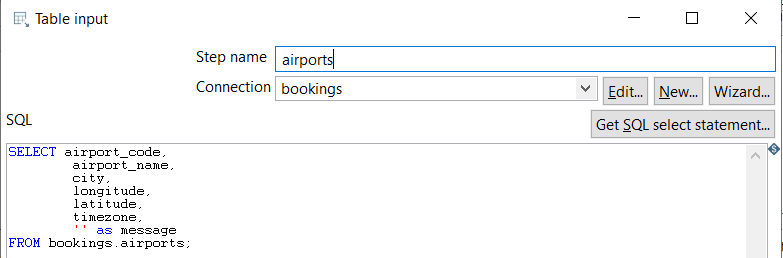 Table input
Step name airports
Connection bookings Edit... New... Wizard...
SQL Get SQL select statement...
SELECT airport_code,
airport_name,
city,
longitude,
latitude,
timezone,
'' as message
FROM bookings.airports;